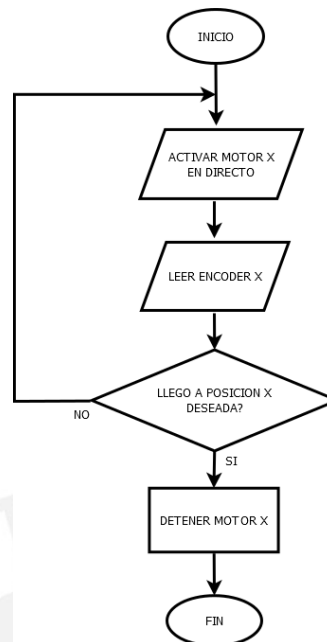 INICIO
ACTIVAR MOTOR X
EN DIRECTO
LEER ENCODER X
LLEGO A POSICION X
DESEADA?
NO
SI
DETENER MOTOR X
FIN